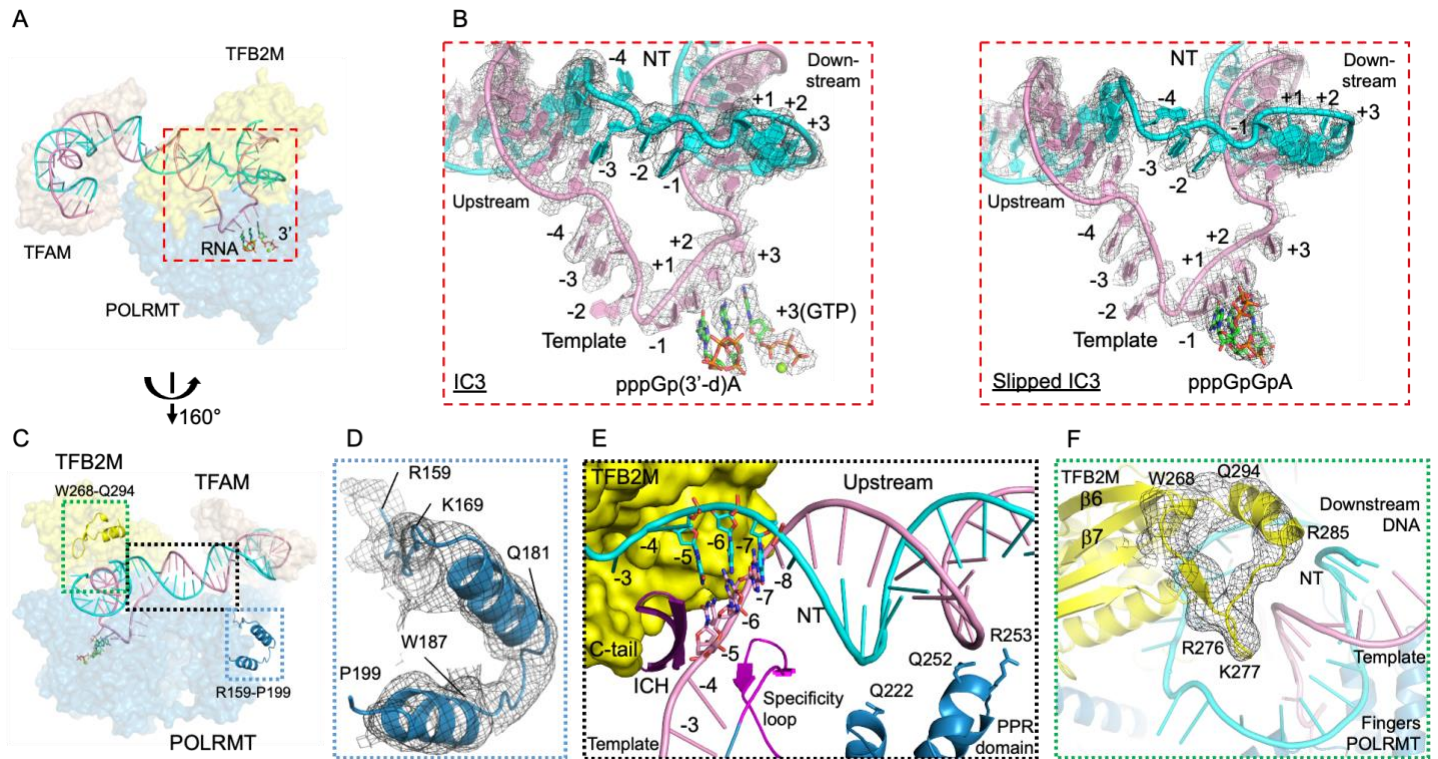 A
TFB2M
TFAM
RNA
3’
POLRMT
160°
B
NT
Down-
stream
-4
+1
+2
+3
-3
-2
-1
Upstream
-4
-3
-2
-1
+1
+2
+3
Template
+3(GTP)
IC3
pppGp(3’-d)A
NT
Down-
stream
-4
+1
+2
+3
-1
-3
-2
Upstream
-4
-3
-2
-1
+1
+2
+3
Template
Slipped IC3
pppGpGpA
C
TFB2M
W268-Q294
TFAM
R159-P199
POLRMT
D
R159
K169
Q181
W187
P199
E
TFB2M
Upstream
-4
-3
-5
-6
-7
-8
-7
-6
-5
-4
-3
NT
C-tail
ICH
Specificity
loop
Template
Q222
Q252
R253
PPR
domain
F
TFB2M
W268
Q294
β6
β7
Downstream
DNA
R285
NT
R276
K277
Template
Fingers
POLRMT